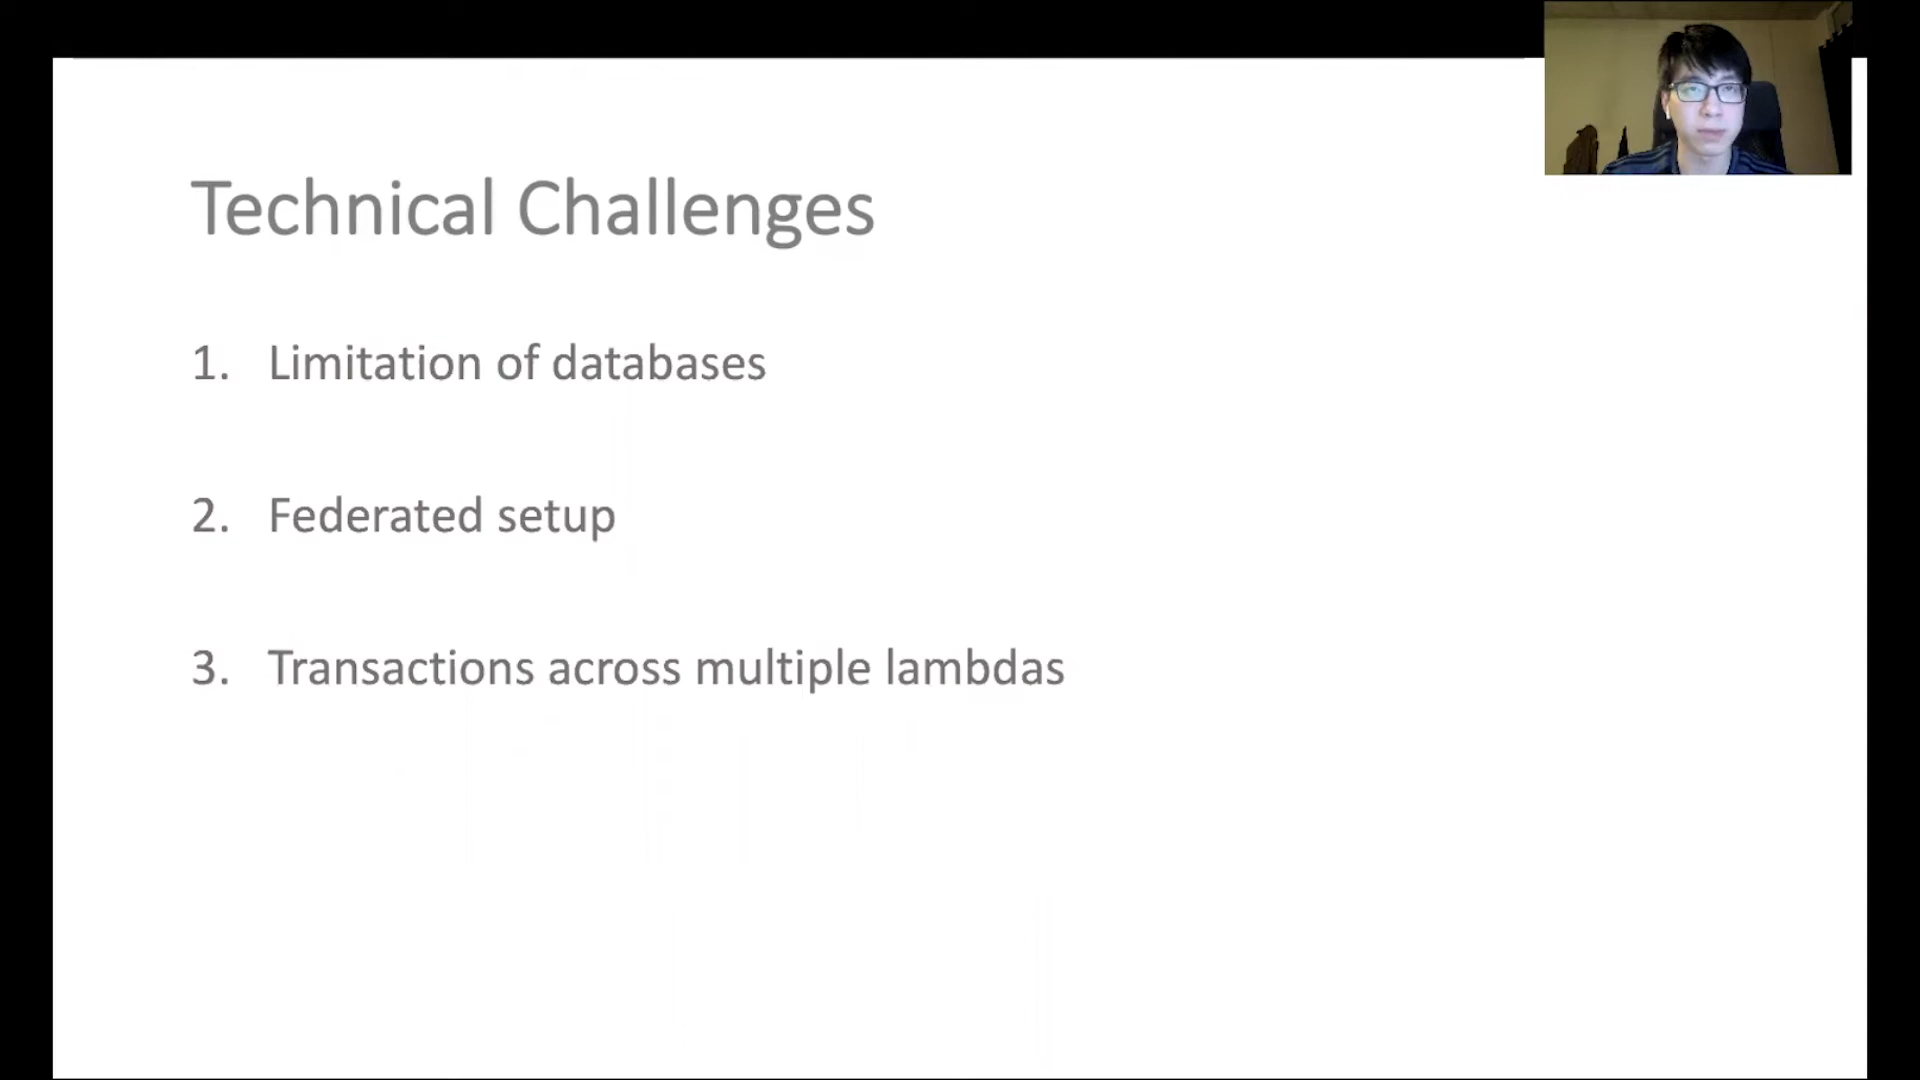 Technical Challenges
1. Limitation of databases
2. Federated setup
3. Transactions across multiple lambdas